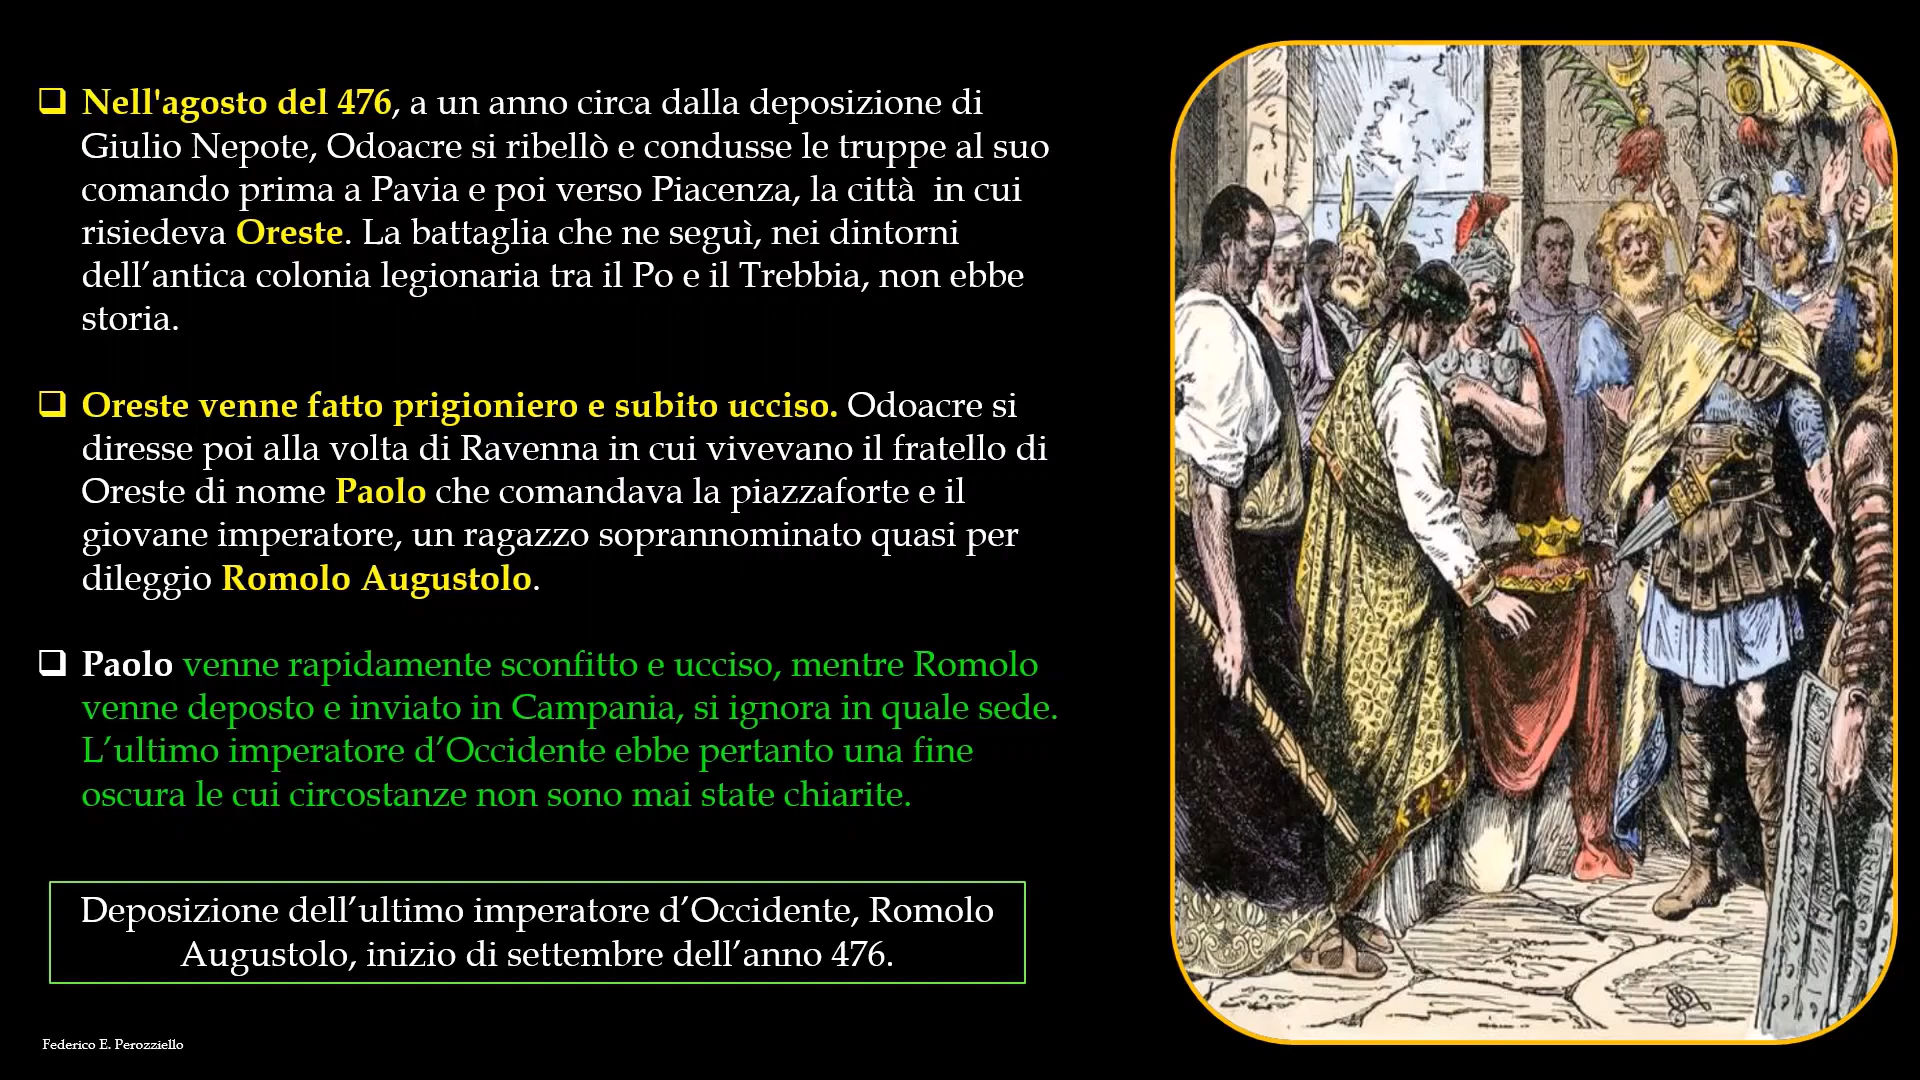 Nell'agosto del 476, a un anno circa dalla deposizione di
Giulio Nepote, Odoacre si ribellò e condusse le truppe al suo
comando prima a Pavia e poi verso Piacenza, la città  in cui
risiedeva Oreste. La battaglia che ne seguì, nei dintorni
dell’antica colonia legionaria tra il Po e il Trebbia, non ebbe
storia.
Oreste venne fatto prigioniero e subito ucciso. Odoacre si
diresse poi alla volta di Ravenna in cui vivevano il fratello di
Oreste di nome Paolo che comandava la piazzaforte e il
giovane imperatore, un ragazzo soprannominato quasi per
dileggio Romolo Augustolo.
Paolo venne rapidamente sconfitto e ucciso, mentre Romolo
venne deposto e inviato in Campania, si ignora in quale sede.
L’ultimo imperatore d’Occidente ebbe pertanto una fine
oscura le cui circostanze non sono mai state chiarite.
Deposizione dell’ultimo imperatore d’Occidente, Romolo
Augustolo, inizio di settembre dell’anno 476.
Federico E. Perozziello